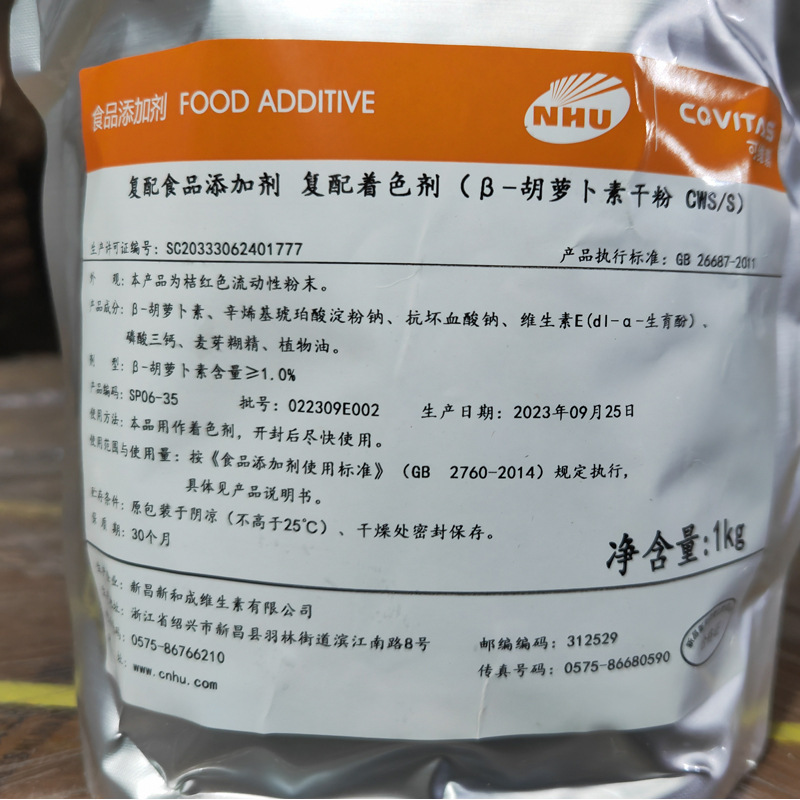 食品添加剂 FOOD ADDITIVE
NHU
COVITAS
可维
复配食品添加剂 复配着色剂（β-胡萝卜素干粉 CWS/S）
生产许可证编号：SC20333062401777
产品执行标准：GB 26687-2011
外 观：本产品为桔红色流动性粉末。
产品成分：β-胡萝卜素、辛烯基琥珀酸淀粉钠、抗坏血酸钠、维生素E(dl-α-生育酚)、
磷酸三钙、麦芽糊精、植物油。
剂 型：β-胡萝卜素含量≥1.0%
产品编码：SP06-35 批号：022309E002 生产日期：2023年09月25日
使用方法：本品用作着色剂，开封后尽快使用。
使用范围与使用量：按《食品添加剂使用标准》（GB 2760-2014）规定执行，
具体见产品说明书。
贮存条件：原包装于阴凉（不高于25℃）、干燥处密封保存。
保质期：30个月
净含量:1kg
新昌新和成维生素有限公司
浙江省绍兴市新昌县羽林街道滨江南路8号 邮编编码：312529
0575-86766210 传真号码：0575-86680590
www.cnhu.com